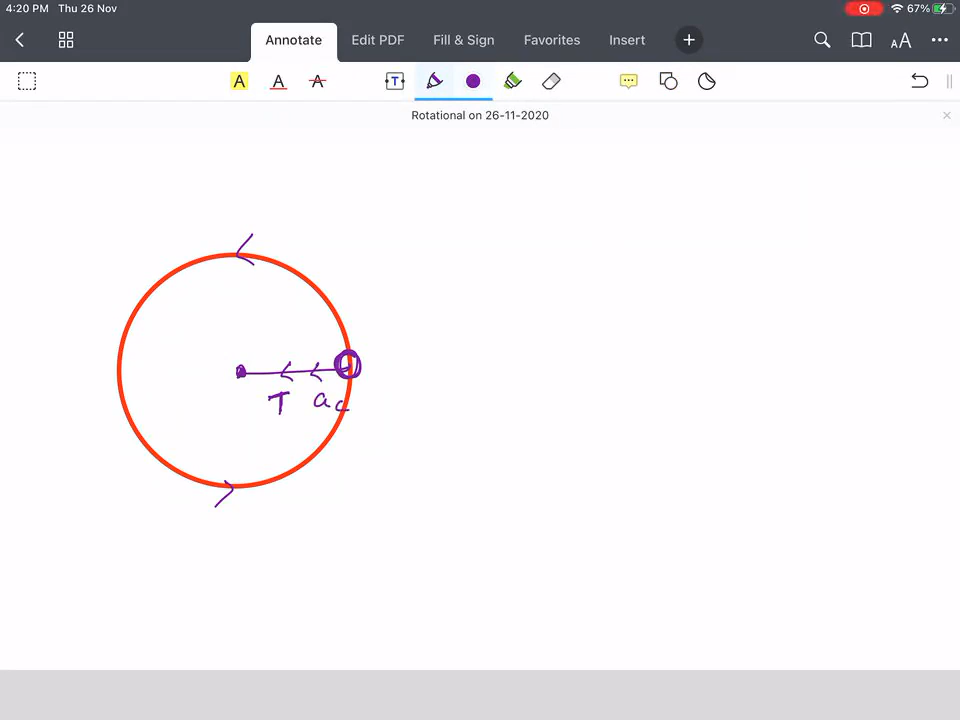 4:20 PM Thu 26 Nov 67%
Annotate Edit PDF Fill & Sign Favorites Insert + AA
A A A T
Rotational on 26-11-2020
T ac